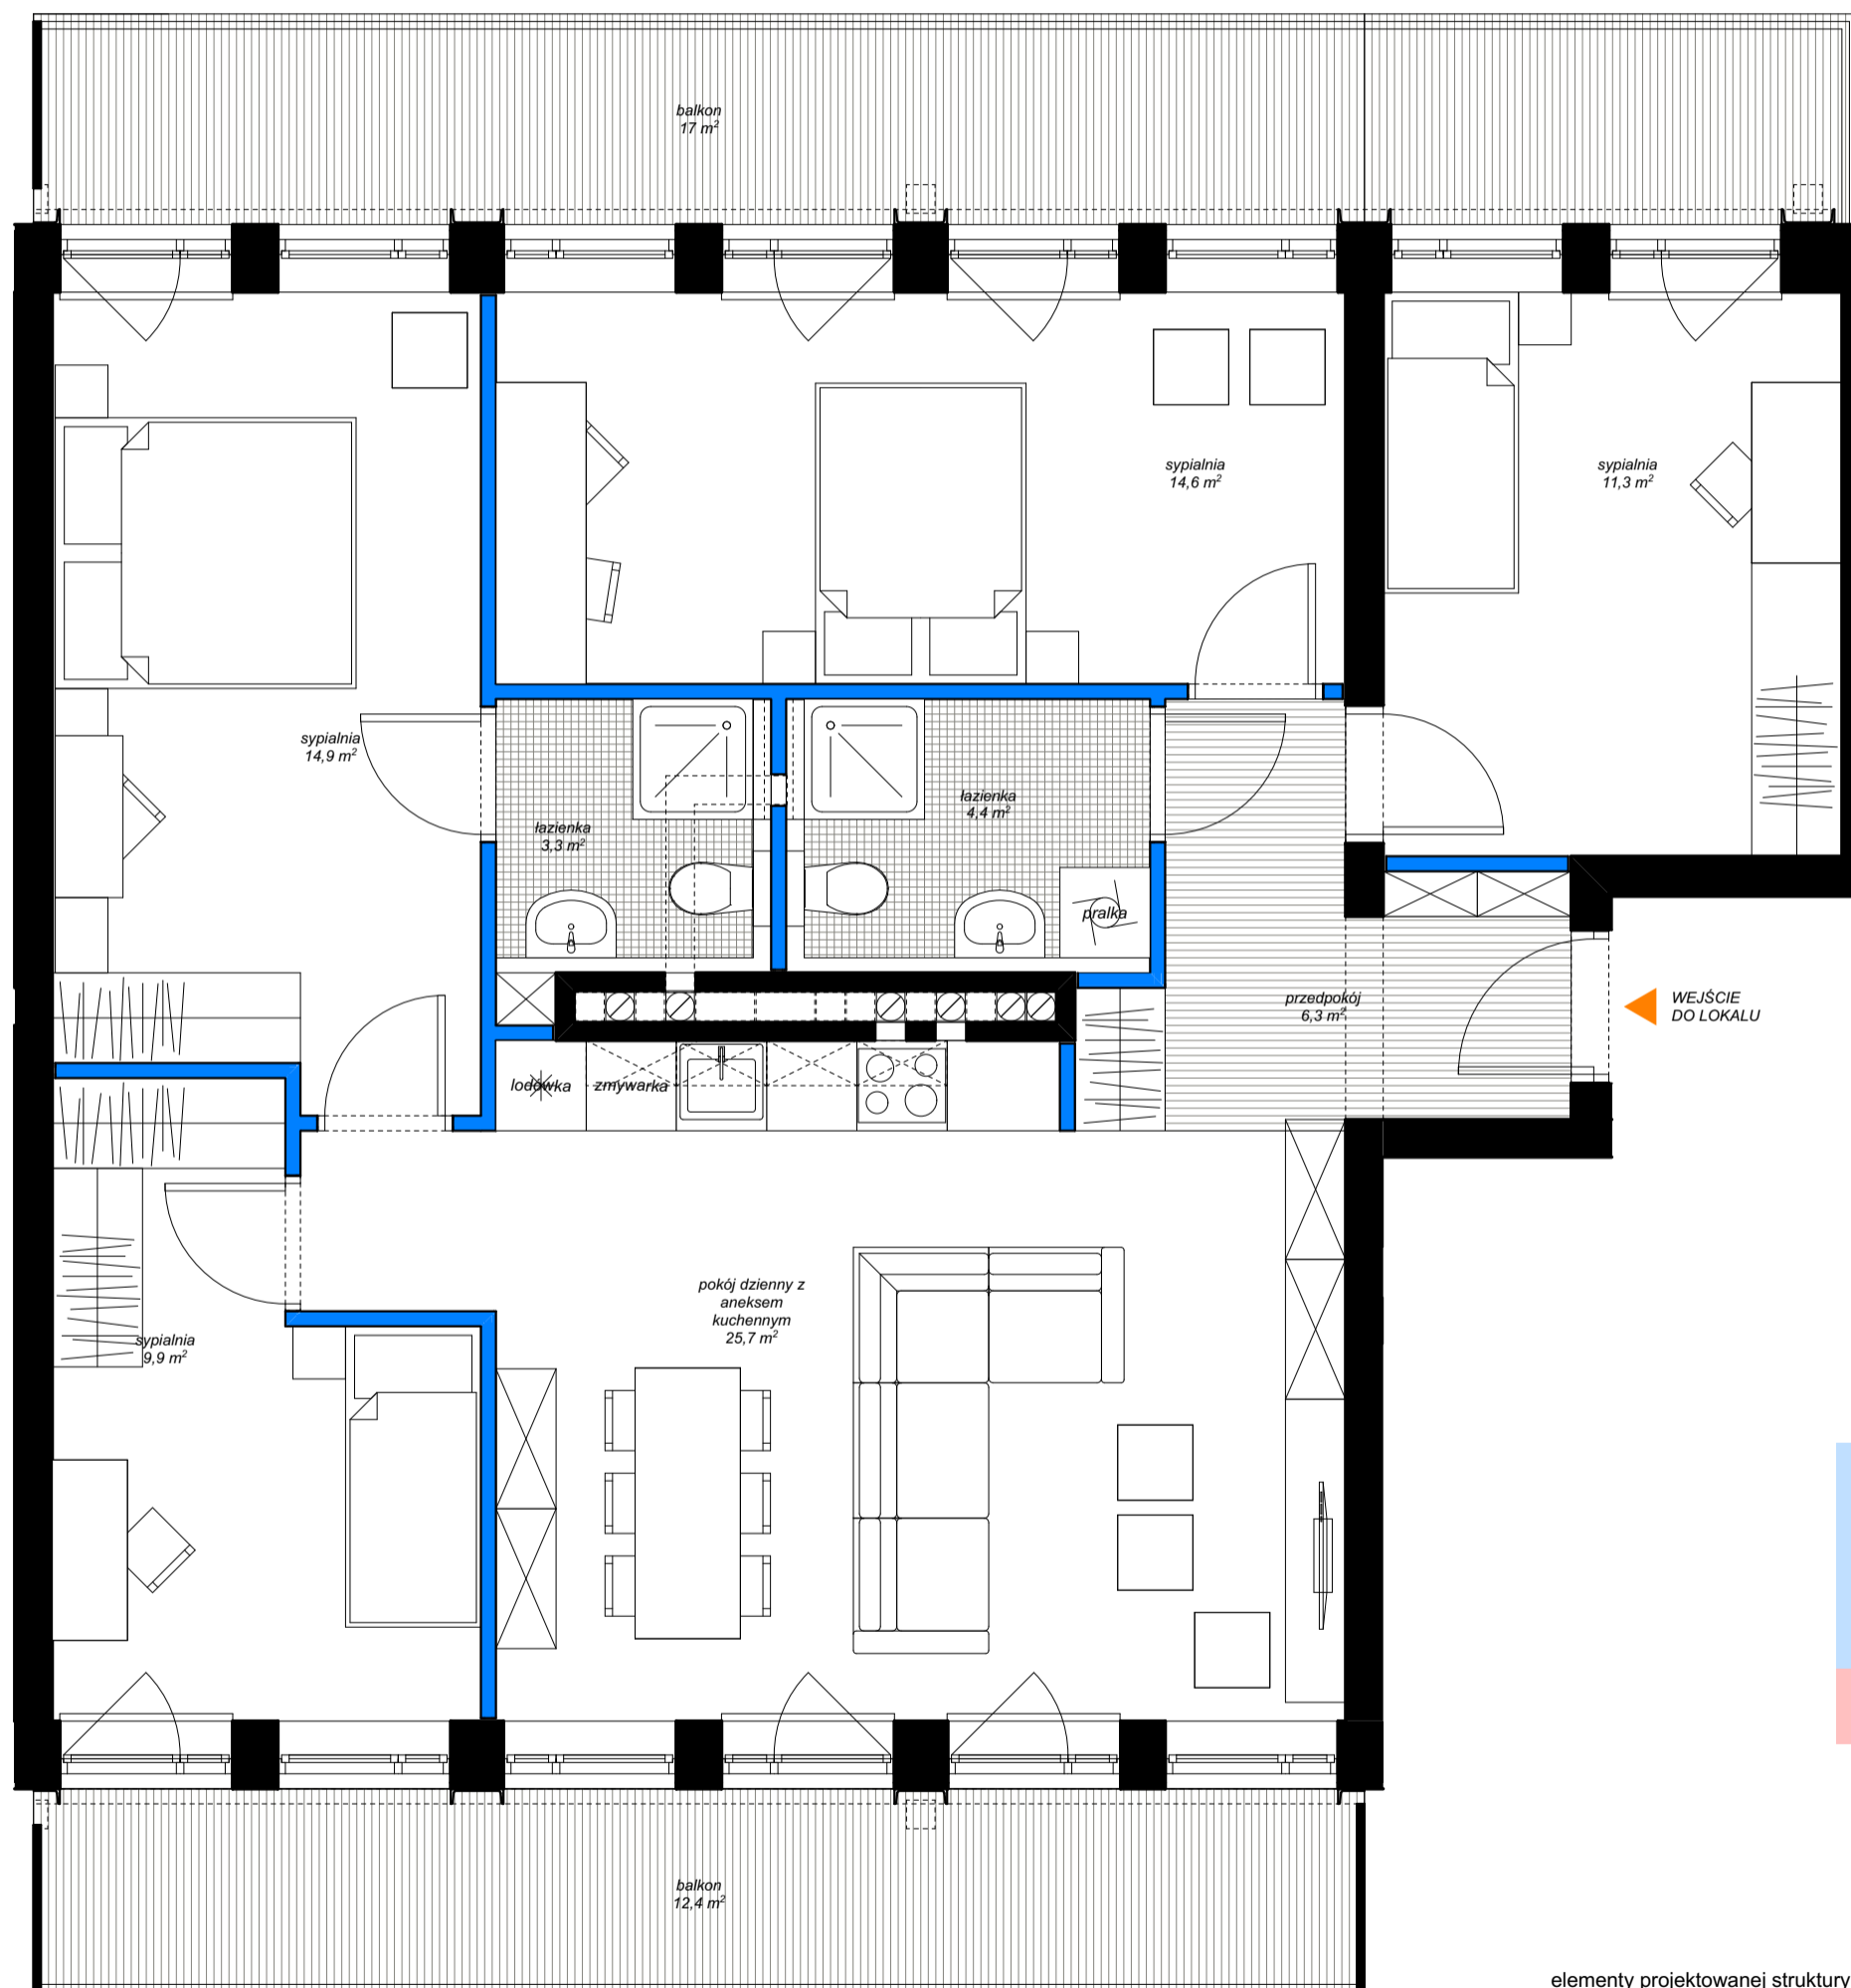 balkon
17 m²
sypialnia
14,6 m²
sypialnia
11,3 m²
sypialnia
14,9 m²
łazienka
3,3 m²
łazienka
4,4 m²
pralka
przedpokój
6,3 m²
WEJŚCIE
DO LOKALU
lodówka
zmywarka
pokój dzienny z
aneksem
kuchennym
25,7 m²
sypialnia
9,9 m²
balkon
12,4 m²
elementy projektowanej struktury